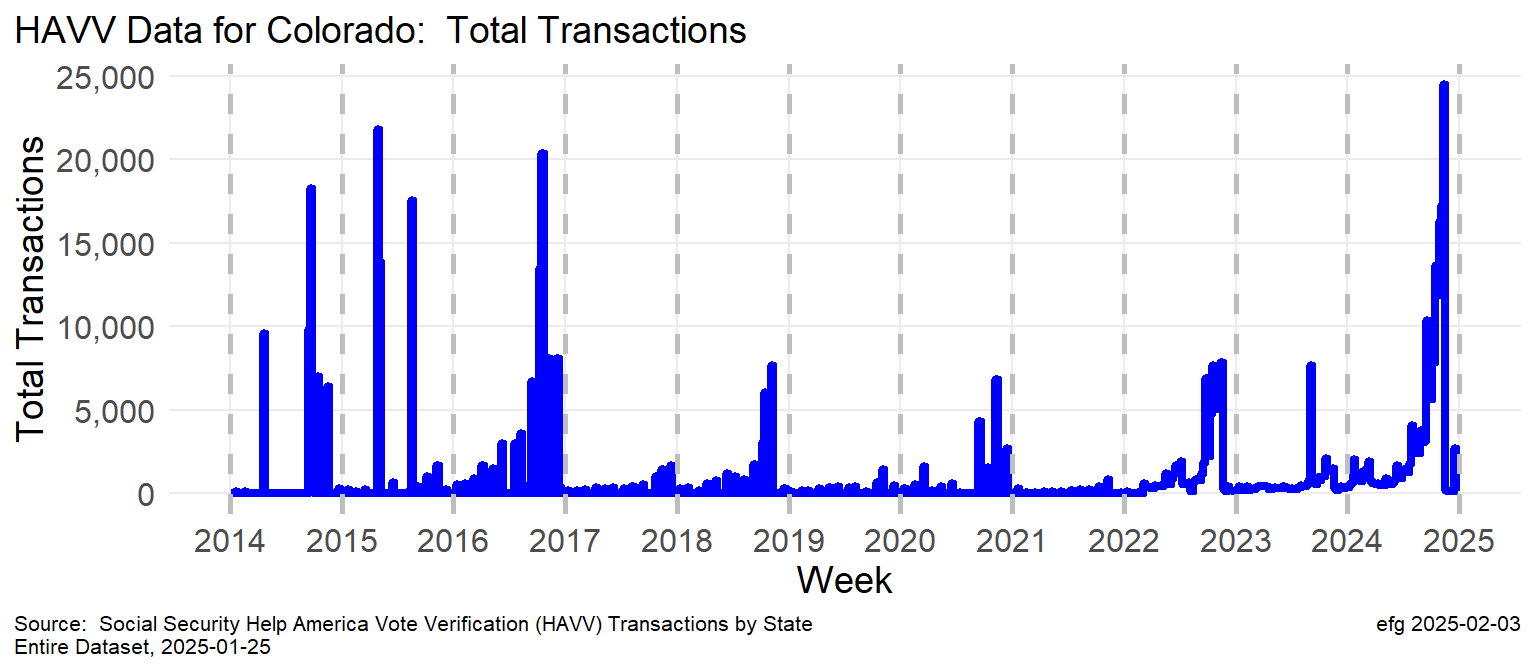 HAVV Data for Colorado:  Total Transactions
25,000
20,000
15,000
10,000
5,000
0
Total Transactions
2014 2015 2016 2017 2018 2019 2020 2021 2022 2023 2024 2025
Week
Source:  Social Security Help America Vote Verification (HAVV) Transactions by State
Entire Dataset, 2025-01-25
efg 2025-02-03